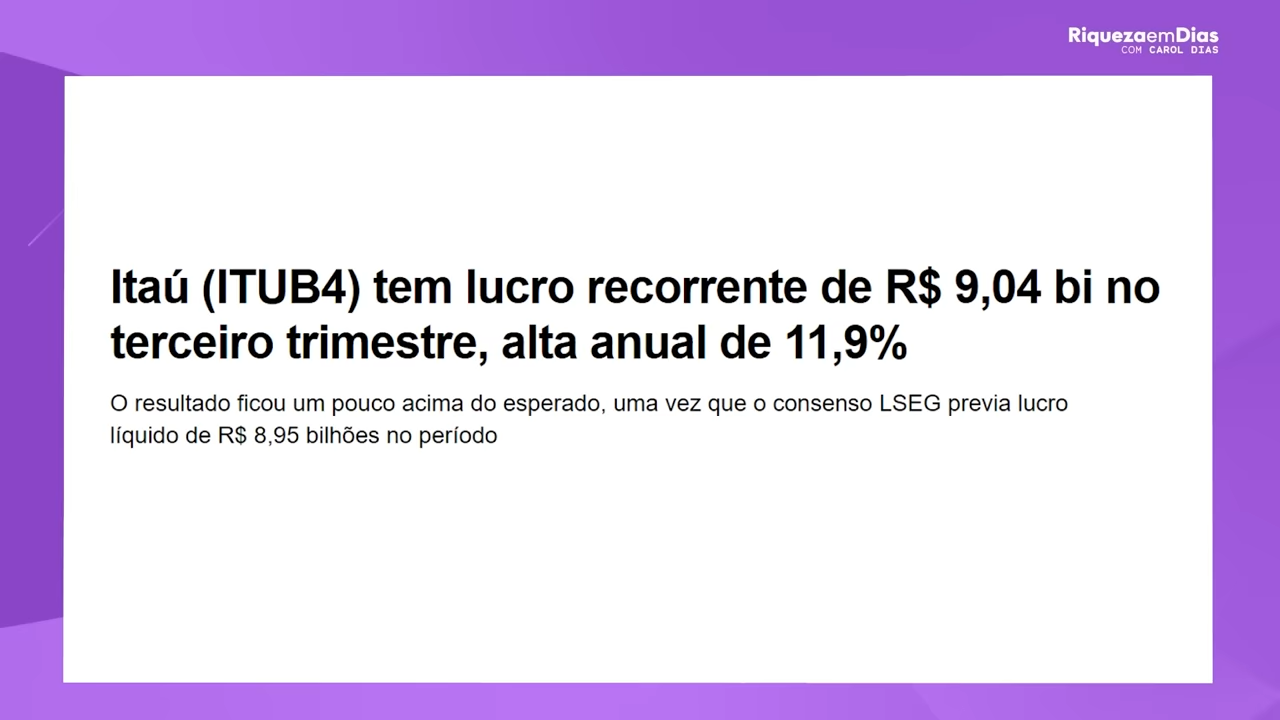 RiquezaemDias
COM CAROL DIAS
Itaú (ITUB4) tem lucro recorrente de R$ 9,04 bi no
terceiro trimestre, alta anual de 11,9%
O resultado ficou um pouco acima do esperado, uma vez que o consenso LSEG previa lucro
líquido de R$ 8,95 bilhões no período